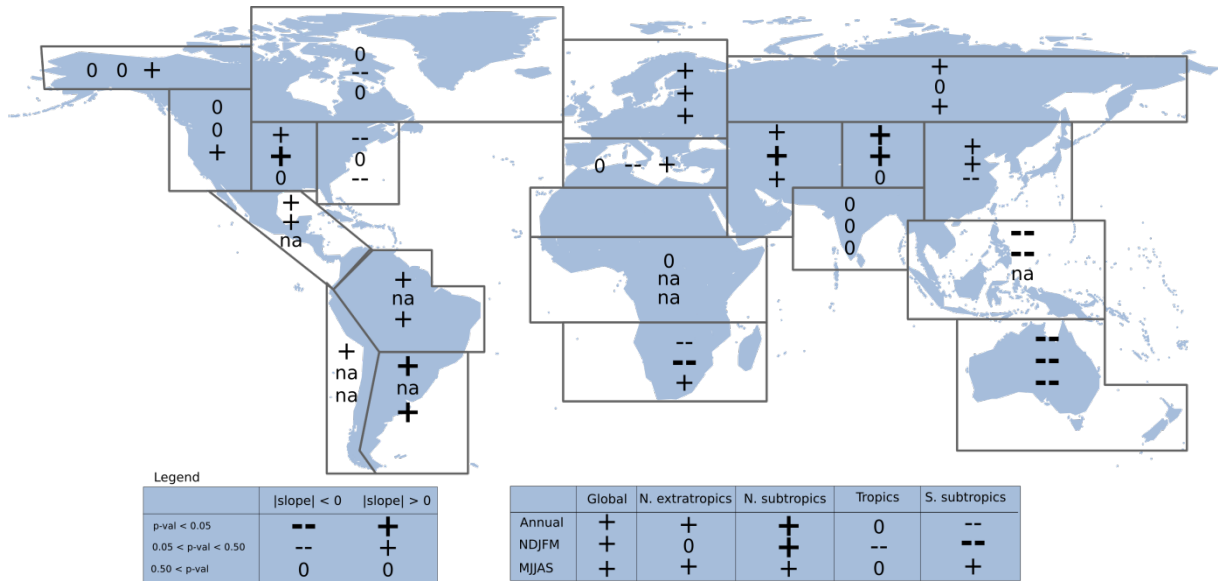 0 0 +
0
--
0
+
+
+
+
0
+
0
0
+
+
+
0
--
0
--
0 -- +
+
+
+
+
+
0
+
+
--
+
+
na
0
0
0
--
--
na
+
na
+
0
na
na
+
na
na
+
na
+
--
--
+
--
--
--
Legend
|slope| < 0 |slope| > 0
p-val < 0.05 -- +
0.05 < p-val < 0.50 -- +
0.50 < p-val 0 0
Global N. extratropics N. subtropics Tropics S. subtropics
Annual + + + 0 --
NDJFM + 0 + -- --
MJJAS + + + 0 +